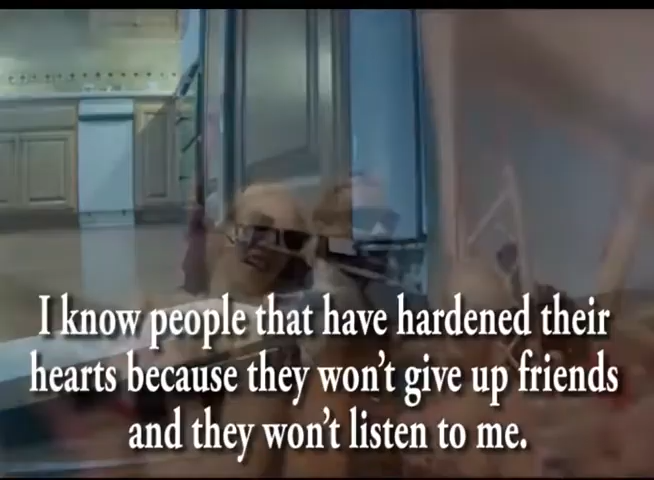 I know people that have hardened their
hearts because they won't give up friends
and they won't listen to me.